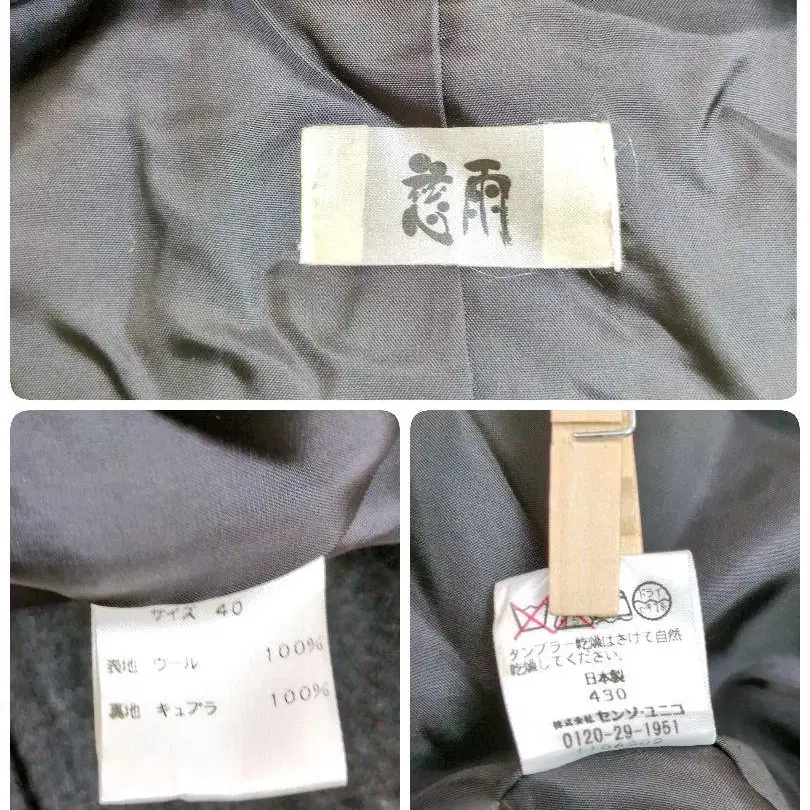 慈雨
サイズ 40
表地 ウール 100%
裏地 キュプラ 100%
ドライ
タンブラー乾燥はさけて自然
乾燥してください。
日本製
430
株式会社 センソ・ユニコ
0120-29-1951